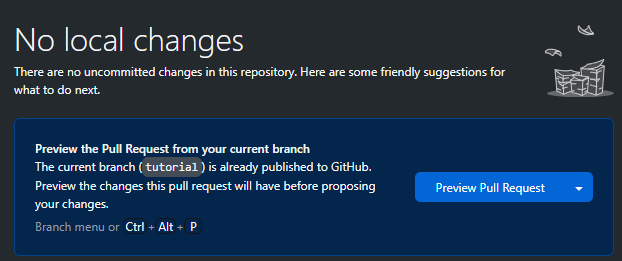 No local changes
There are no uncommitted changes in this repository. Here are some friendly suggestions for
what to do next.
Preview the Pull Request from your current branch
The current branch ( tutorial ) is already published to GitHub.
Preview the changes this pull request will have before proposing
your changes.
Branch menu or Ctrl + Alt + P
Preview Pull Request